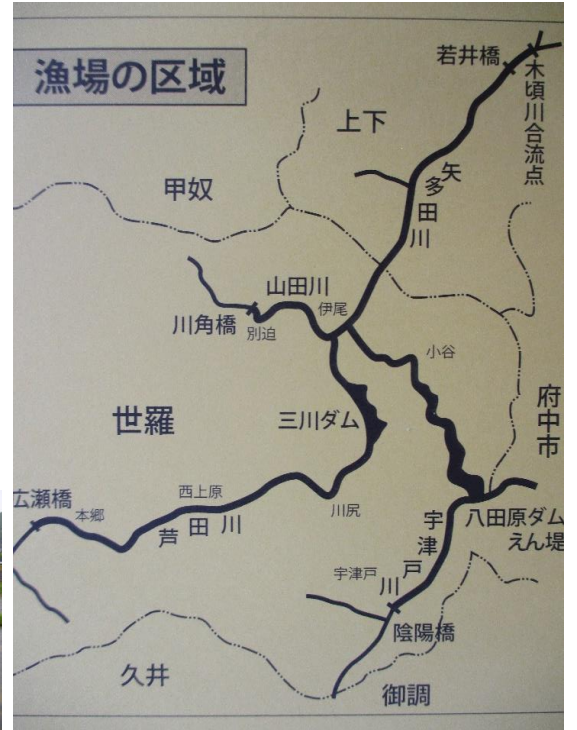 漁場の区域
若井橋
木頃川合流点
上下
甲奴
矢多田川
山田川
伊尾
川角橋
別迫
小谷
世羅
三川ダム
府中市
広瀬橋
本郷
西上原
芦田川
川尻
八田原ダム
えん堤
宇津戸川
宇津戸
陰陽橋
久井
御調